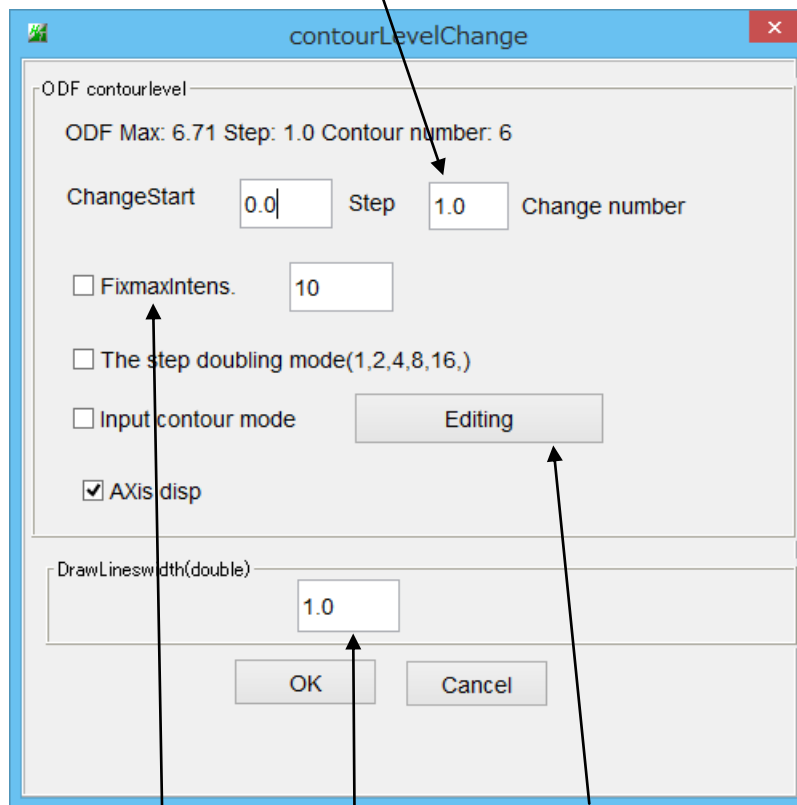 contourLevelChange
ODF contourlevel
ODF Max: 6.71 Step: 1.0 Contour number: 6
ChangeStart 0.0 Step 1.0 Change number
FixmaxIntens. 10
The step doubling mode(1,2,4,8,16,)
Input contour mode Editing
AXis disp
DrawLineswidth(double)
1.0
OK Cancel